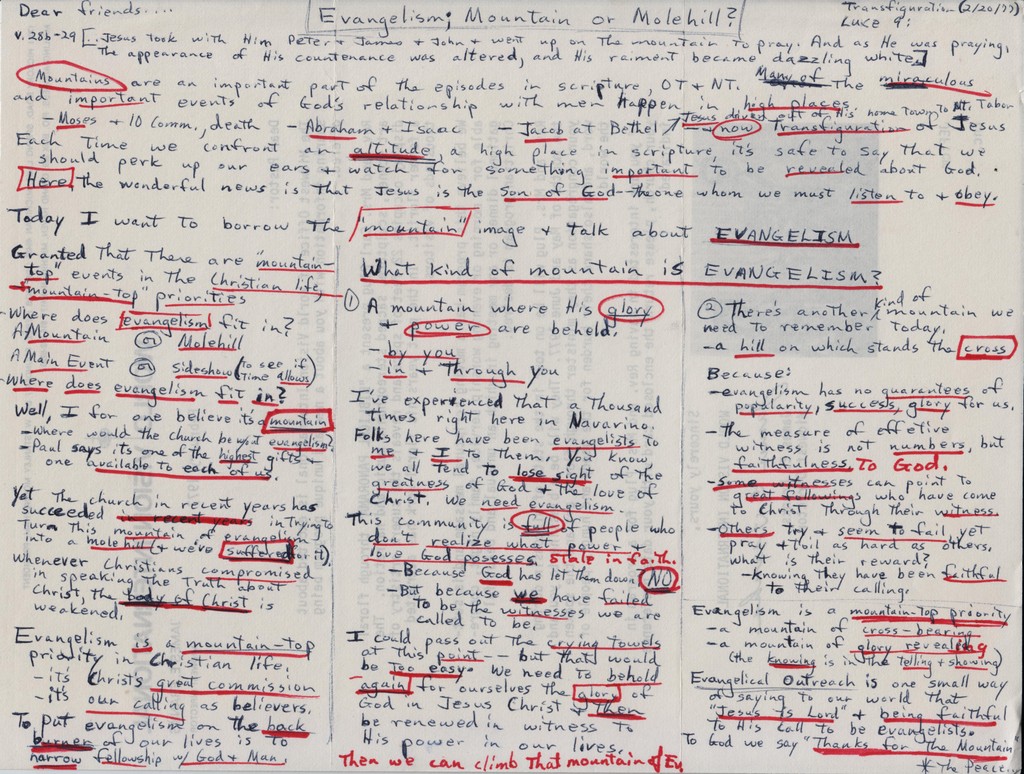 Dear friends....
Evangelism; Mountain or Molehill?
Transfiguration (2/20/77)
LUKE 9:
v. 28b-29 [...Jesus took with Him Peter + James + John + went up on the mountain to pray. And as He was praying,
the appearance of His countenance was altered, and His raiment became dazzling white]
Mountains are an important part of the episodes in scripture, OT + NT. Many of the miraculous
and important events of God's relationship with men happen in high places.
Jesus down out of His home town to Mt. Tabor
- Moses + 10 Comm., death - Abraham + Isaac - Jacob at Bethel - now Transfiguration of Jesus
Each Time we confront an altitude, a high place in scripture, it's safe to say that we
should perk up our ears + watch for something important to be revealed about God.
Here, the wonderful news is that Jesus is the Son of God - the one whom we must listen to + obey.
Today I want to borrow the "mountain" image + talk about EVANGELISM
Granted That There are "mountain-
top" events in the Christian life,
"mountain-top" priorities
- Where does evangelism fit in?
A Mountain or Molehill
A Main Event or Sideshow (to see if
time allows)
- Where does evangelism fit in?
Well, I for one believe it's a mountain
- Where would the church be w/out evangelism?
- Paul says its one of the highest gifts +
one available to each of us.
Yet the church in recent years has
succeeded in recent years in Trying to
Turn This mountain of evangelism
into a mole hill (+ we've suffered for it)
Whenever Christians compromised
in speaking the Truth about
Christ, the body of Christ is
weakened.
Evangelism is a mountain-top
priority in Christian life.
- it's Christ's great commission
- it's our calling as believers.
To put evangelism on the back
burner of our lives is to
narrow fellowship w/ God + Man.
What kind of mountain is EVANGELISM?
① A mountain where His glory
+ power are beheld.
- by you
- in + Through you
I've experienced That a Thousand
times right here in Navarino.
Folks here have been evangelists to
me + I to Them. You know
we all tend to lose sight of the
greatness of God + the love of
Christ. We need evangelism
This community full of people who
don't realize what power +
love God posesses. Stale in faith.
- Because God has let them down NO
- But because we have failed
To be the witnesses we are
called to be.
I could pass out the crying Towels
at this point -- but that would
be Too easy. We need to behold
again for ourselves the glory of
God in Jesus Christ + Then
be renewed in witness to
His power in our lives.
Then we can climb That mountain of Ev.
② There's another kind of mountain we
need To remember Today.
- a hill on which stands the cross
Because:
- evangelism has no guarantees of
popularity, success, glory for us.
- the measure of effetive
witness is not numbers, but
faithfulness To God.
- Some witnesses can point to
great followings who have come
to Christ Through their witness.
- others Try + seem to fail, yet
pray + Toil as hard as others.
what is Their reward?
- Knowing They have been faithful
to Their calling.
Evangelism is a mountain-top priority
- a mountain of cross-bearing
- a mountain of glory revealing
(the knowing is in the telling + showing)
Evangelical Outreach is one small way
of saying to our world that
"Jesus Is Lord" + being faithful
to His call to be evangelists.
To God we say "Thanks for The Mountain
* The Peace